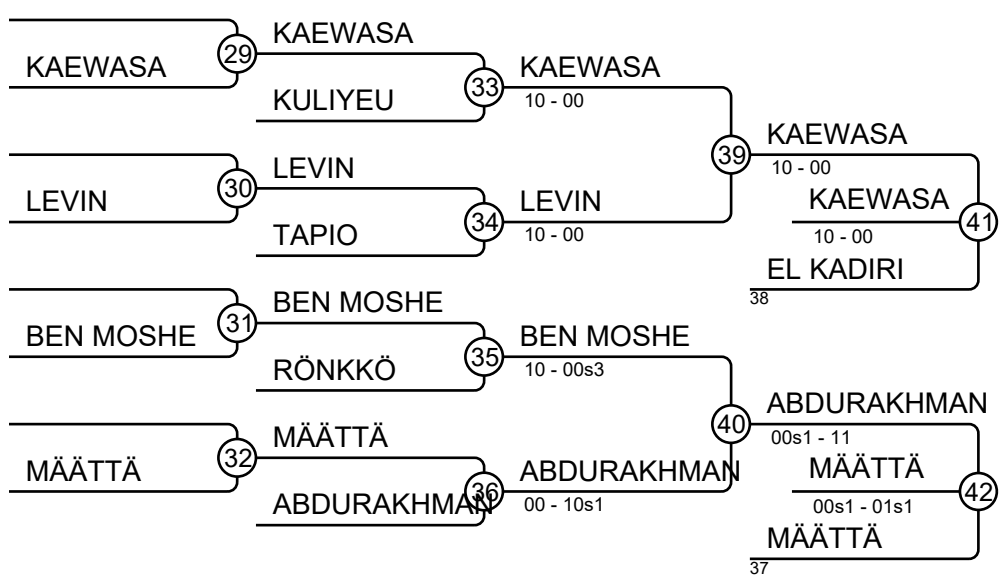 KAEWASA
29
KAEWASA
KULIYEU
33
KAEWASA
10 - 00
LEVIN
30
LEVIN
TAPIO
34
LEVIN
10 - 00
39
KAEWASA
10 - 00
KAEWASA
10 - 00
41
EL KADIRI
38
BEN MOSHE
31
BEN MOSHE
RÖNKKÖ
35
BEN MOSHE
10 - 00s3
MÄÄTTÄ
32
MÄÄTTÄ
ABDURAKHMAN
36
ABDURAKHMAN
00 - 10s1
40
ABDURAKHMAN
00s1 - 11
MÄÄTTÄ
00s1 - 01s1
42
MÄÄTTÄ
37